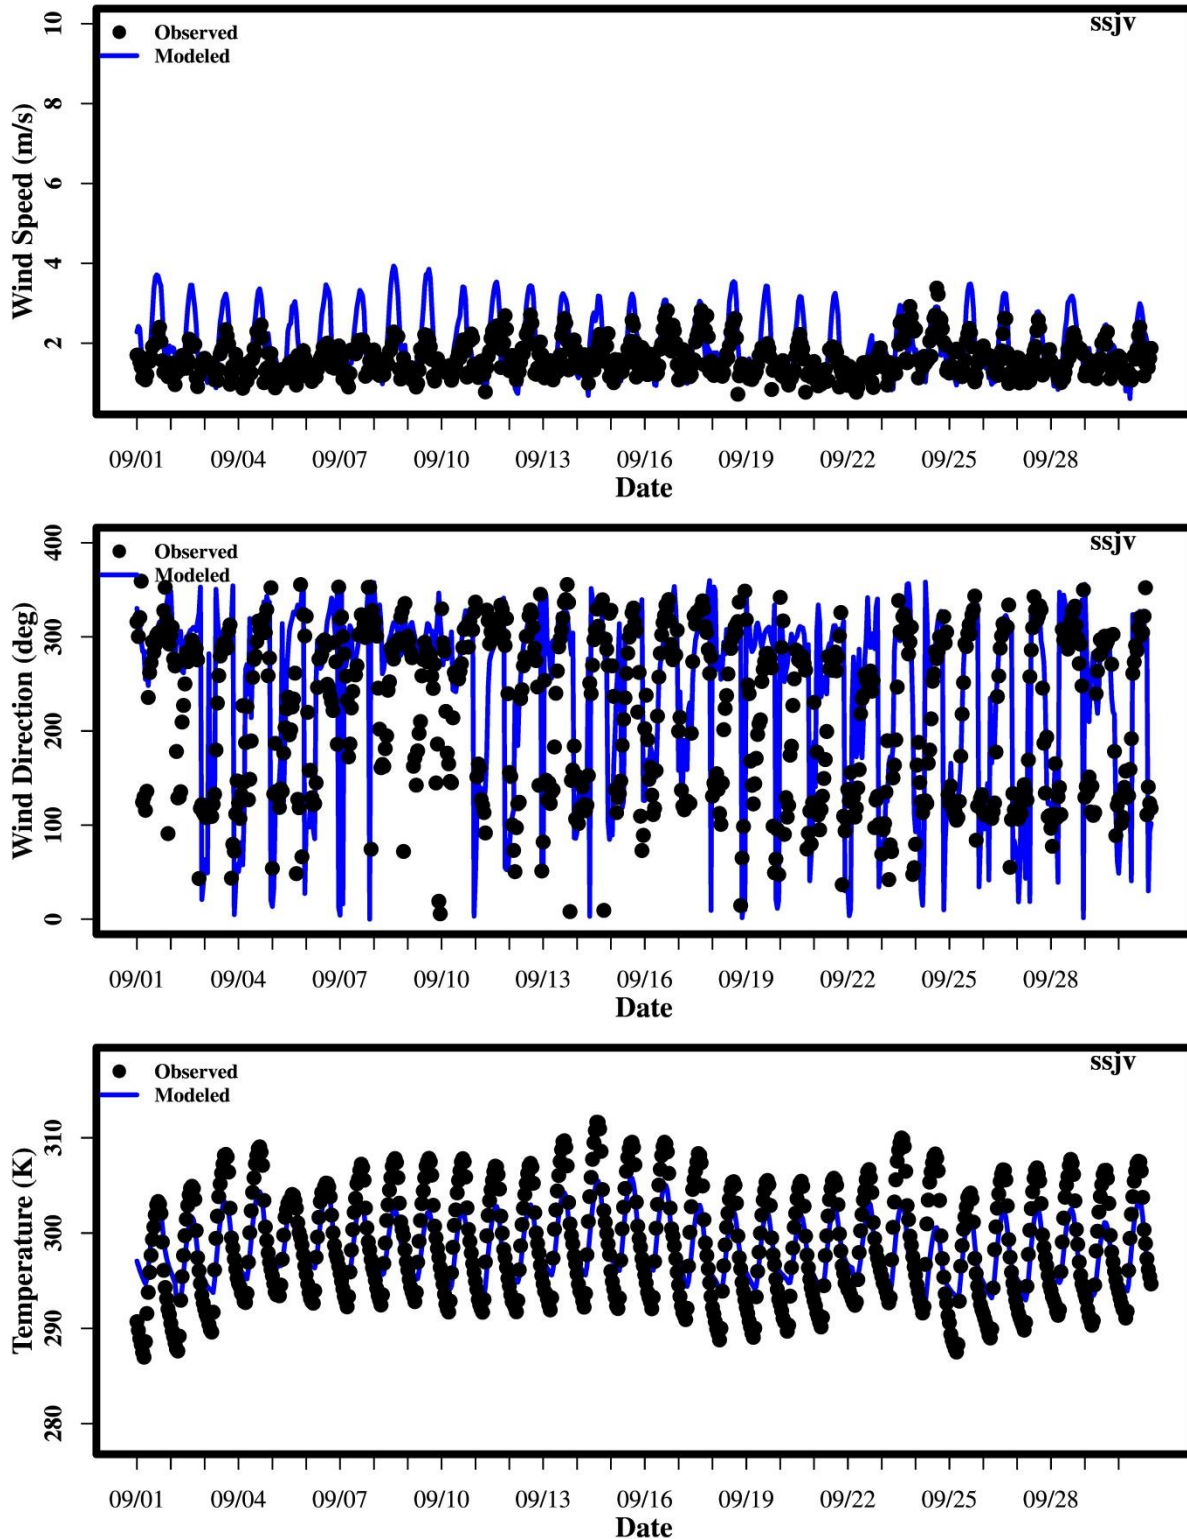 ssjv
Observed
Modeled
Wind Speed (m/s)
10
8
6
4
2
09/01 09/04 09/07 09/10 09/13 09/16 09/19 09/22 09/25 09/28
Date
ssjv
Observed
Modeled
Wind Direction (deg)
400
300
200
100
0
09/01 09/04 09/07 09/10 09/13 09/16 09/19 09/22 09/25 09/28
Date
ssjv
Observed
Modeled
Temperature (K)
310
300
290
280
09/01 09/04 09/07 09/10 09/13 09/16 09/19 09/22 09/25 09/28
Date